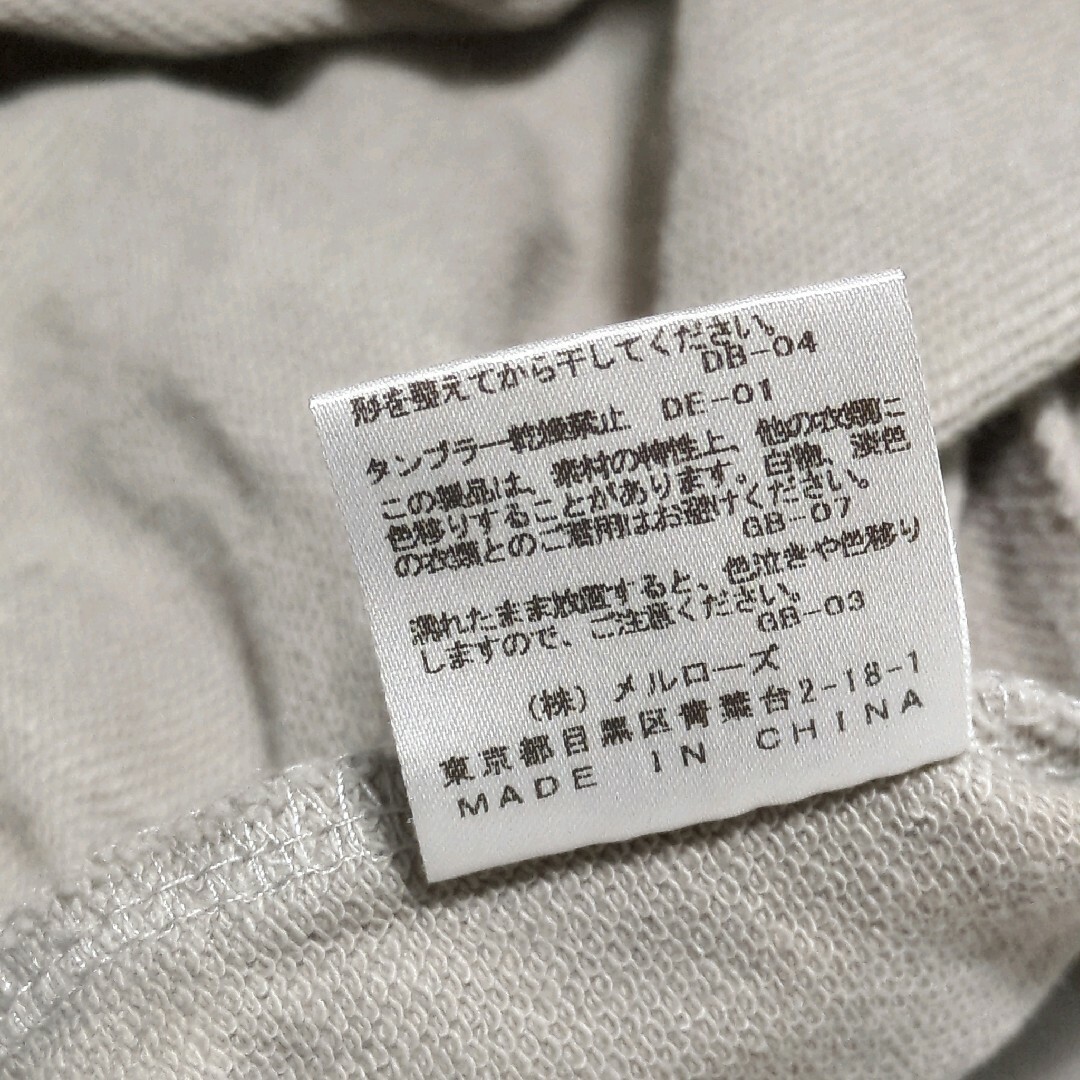 形を整えてから干してください。
DB-04
タンブラー乾燥禁止 DE-01
この製品は、素材の特性上、他の衣類に
色移りすることがあります。白物、淡色
の衣類とのご着用はお避けください。
GB-07
濡れたまま放置すると、色泣きや色移り
しますので、ご注意ください。
GB-03
(株) メルローズ
東京都目黒区青葉台2-18-1
MADE IN CHINA